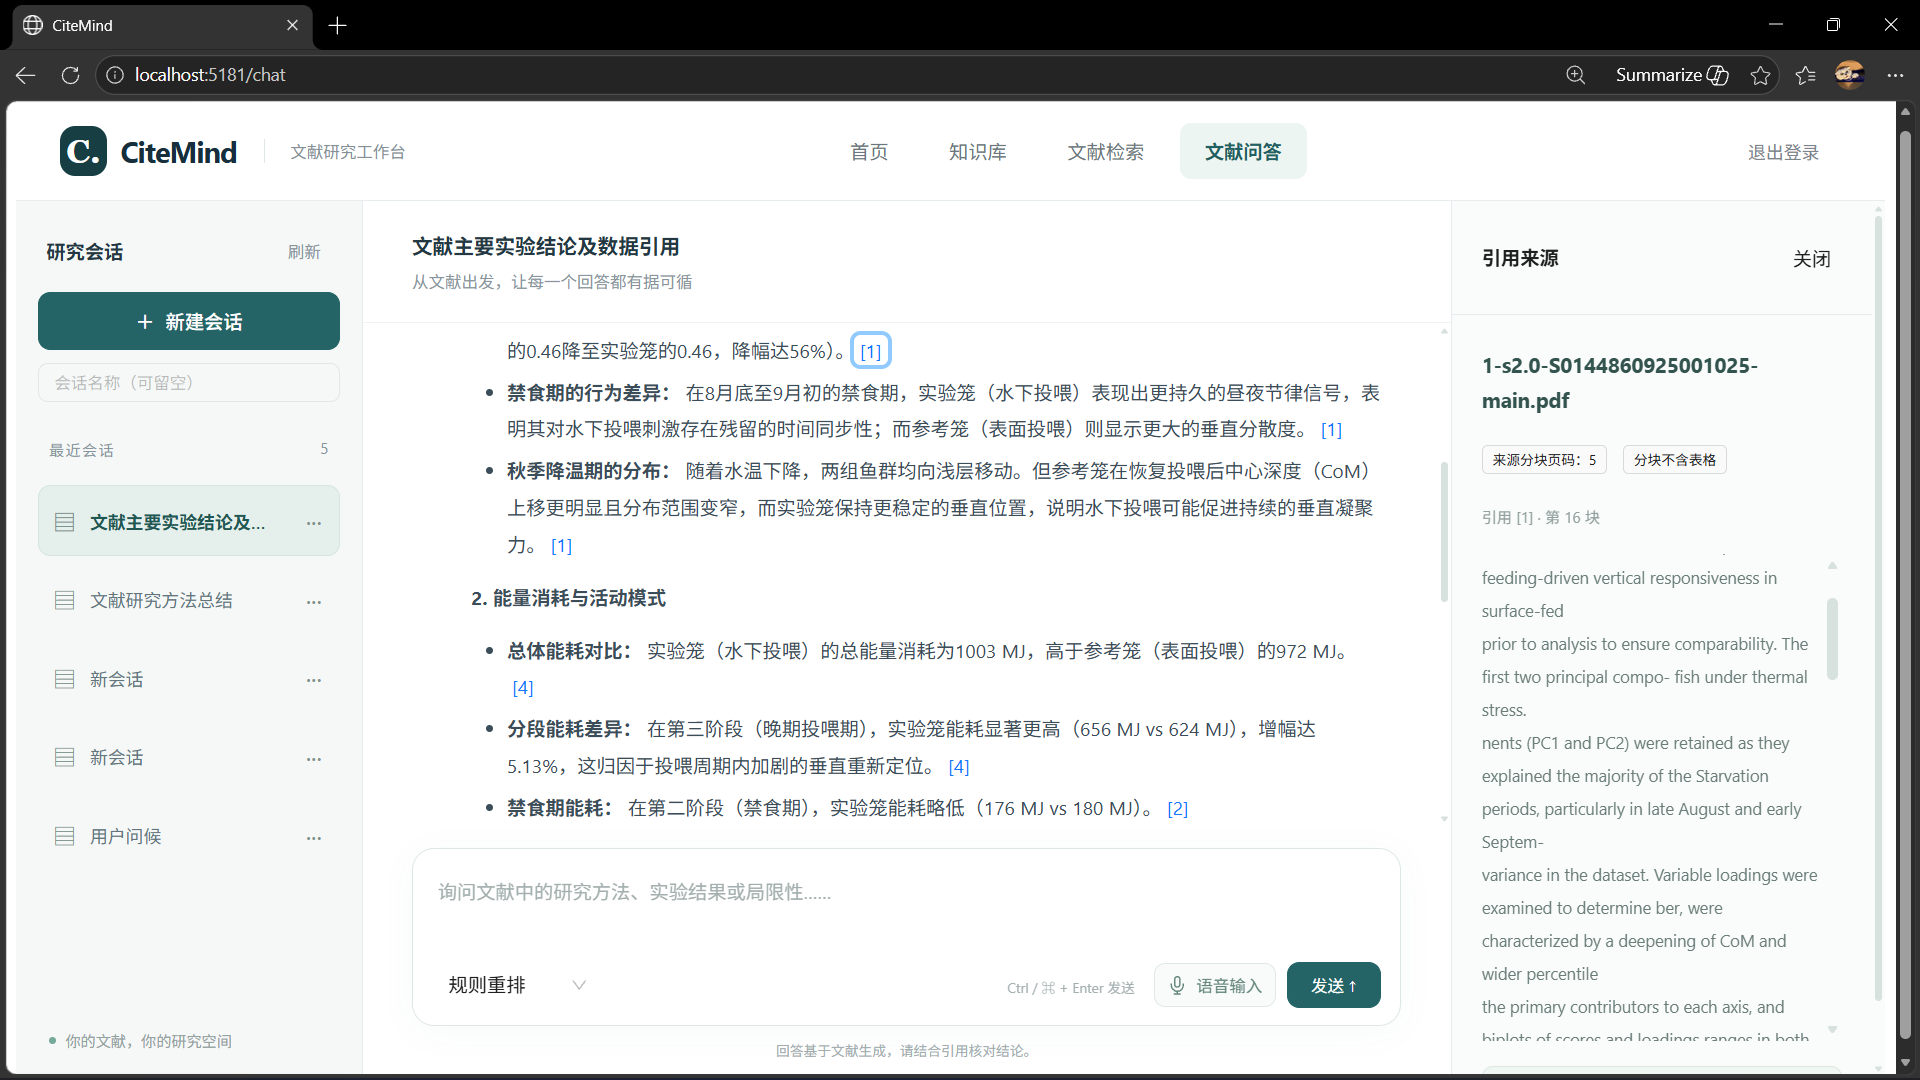 CiteMind
localhost:5181/chat
Summarize
C.
CiteMind
文献研究工作台
首页
知识库
文献检索
文献问答
退出登录
研究会话
刷新
+ 新建会话
会话名称（可留空）
最近会话
5
文献主要实验结论及...
...
文献研究方法总结
...
新会话
...
新会话
...
用户问候
...
你的文献，你的研究空间
文献主要实验结论及数据引用
从文献出发，让每一个回答都有据可循
的0.46降至实验笼的0.46，降幅达56%）。[1]
• 禁食期的行为差异： 在8月底至9月初的禁食期，实验笼（水下投喂）表现出更持久的昼夜节律信号，表
明其对水下投喂刺激存在残留的时间同步性；而参考笼（表面投喂）则显示更大的垂直分散度。 [1]
• 秋季降温期的分布： 随着水温下降，两组鱼群均向浅层移动。但参考笼在恢复投喂后中心深度（CoM）
上移更明显且分布范围变窄，而实验笼保持更稳定的垂直位置，说明水下投喂可能促进持续的垂直凝聚
力。 [1]
2. 能量消耗与活动模式
• 总体能耗对比： 实验笼（水下投喂）的总能量消耗为1003 MJ，高于参考笼（表面投喂）的972 MJ。
[4]
• 分段能耗差异： 在第三阶段（晚期投喂期），实验笼能耗显著更高（656 MJ vs 624 MJ），增幅达
5.13%，这归因于投喂周期内加剧的垂直重新定位。 [4]
• 禁食期能耗： 在第二阶段（禁食期），实验笼能耗略低（176 MJ vs 180 MJ）。 [2]
询问文献中的研究方法、实验结果或局限性......
规则重排
Ctrl / ⌘ + Enter 发送
语音输入
发送 ↑
回答基于文献生成，请结合引用核对结论。
引用来源
关闭
1-s2.0-S0144860925001025-
main.pdf
来源分块页码：5
分块不含表格
引用 [1] · 第 16 块
feeding-driven vertical responsiveness in
surface-fed
prior to analysis to ensure comparability. The
first two principal compo- fish under thermal
stress.
nents (PC1 and PC2) were retained as they
explained the majority of the Starvation
periods, particularly in late August and early
Septem-
variance in the dataset. Variable loadings were
examined to determine ber, were
characterized by a deepening of CoM and
wider percentile
the primary contributors to each axis, and
biplots of scores and loadings ranges in both